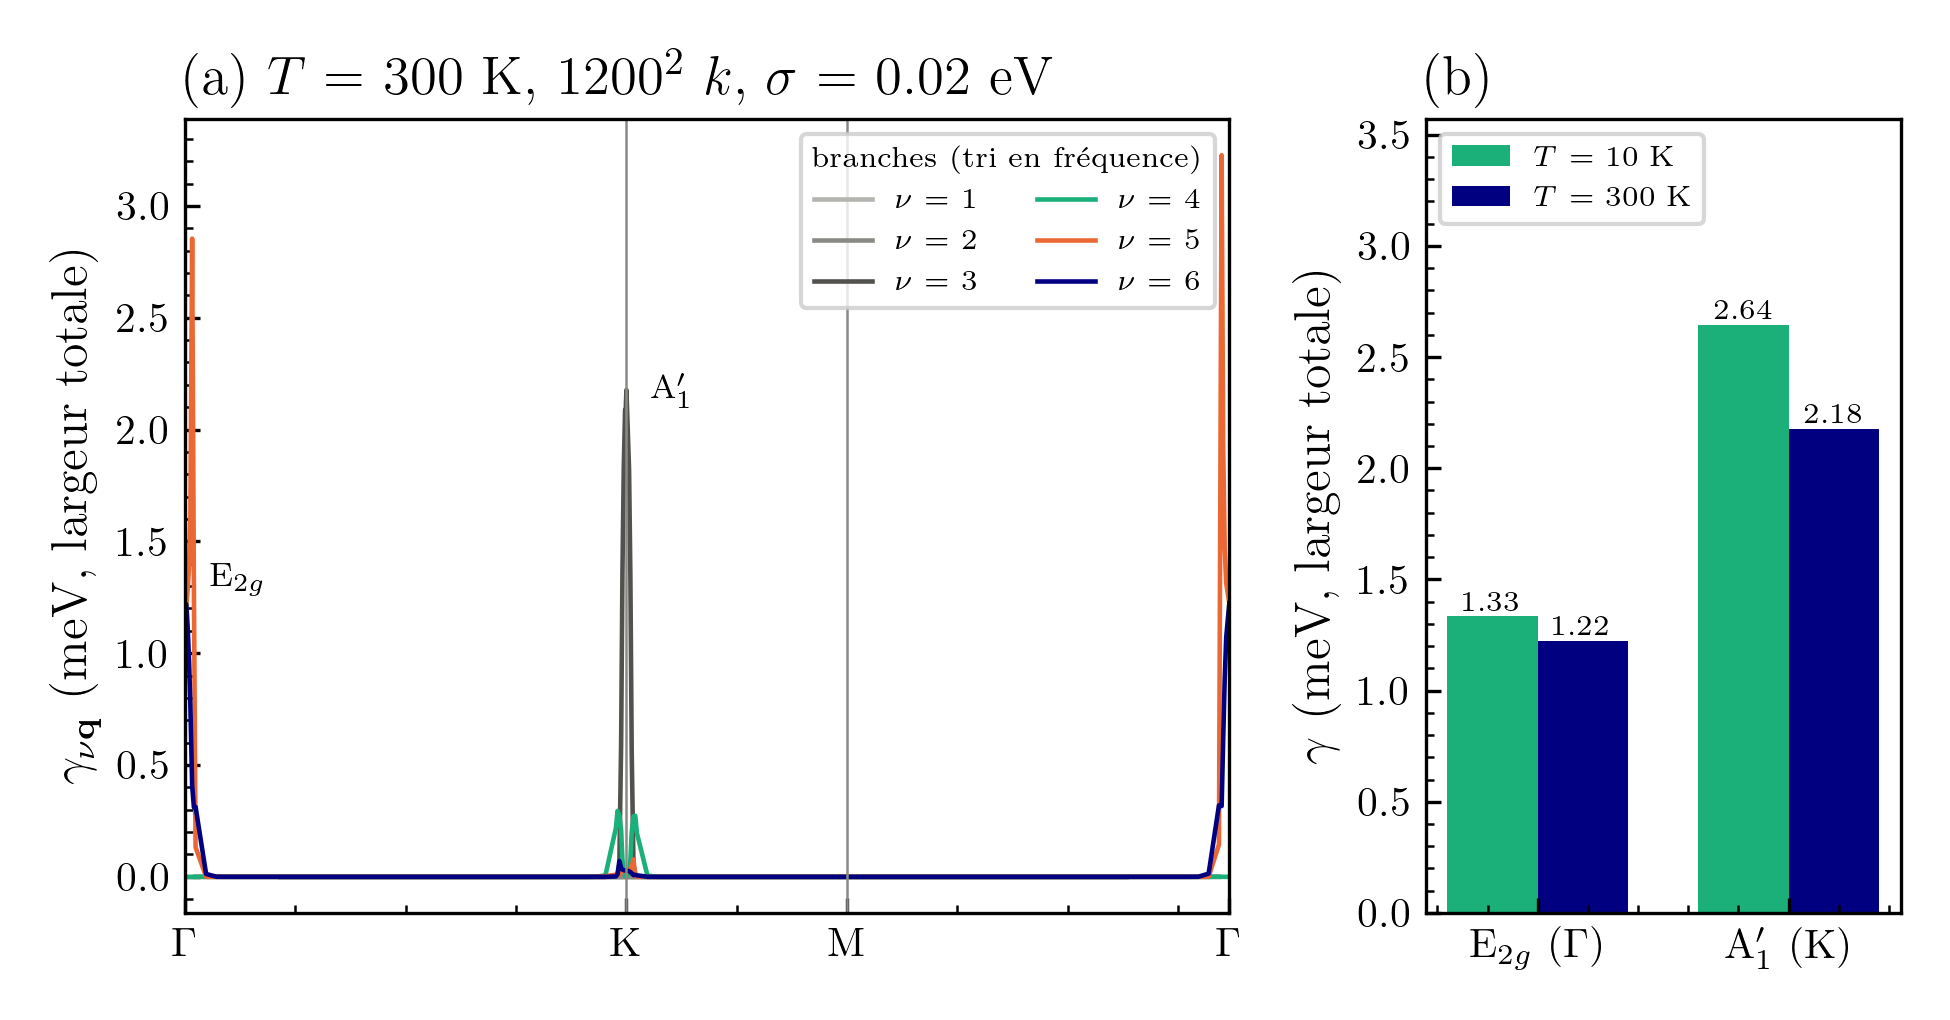 (a) T = 300 K, 1200² k, σ = 0.02 eV
γνq (meV, largeur totale)
3.0
2.5
2.0
1.5
1.0
0.5
0.0
branches (tri en fréquence)
ν = 1
ν = 2
ν = 3
ν = 4
ν = 5
ν = 6
A′₁
E₂g
Γ
K
M
Γ
(b)
γ (meV, largeur totale)
3.5
3.0
2.5
2.0
1.5
1.0
0.5
0.0
T = 10 K
T = 300 K
1.33
1.22
2.64
2.18
E₂g (Γ)
A′₁ (K)